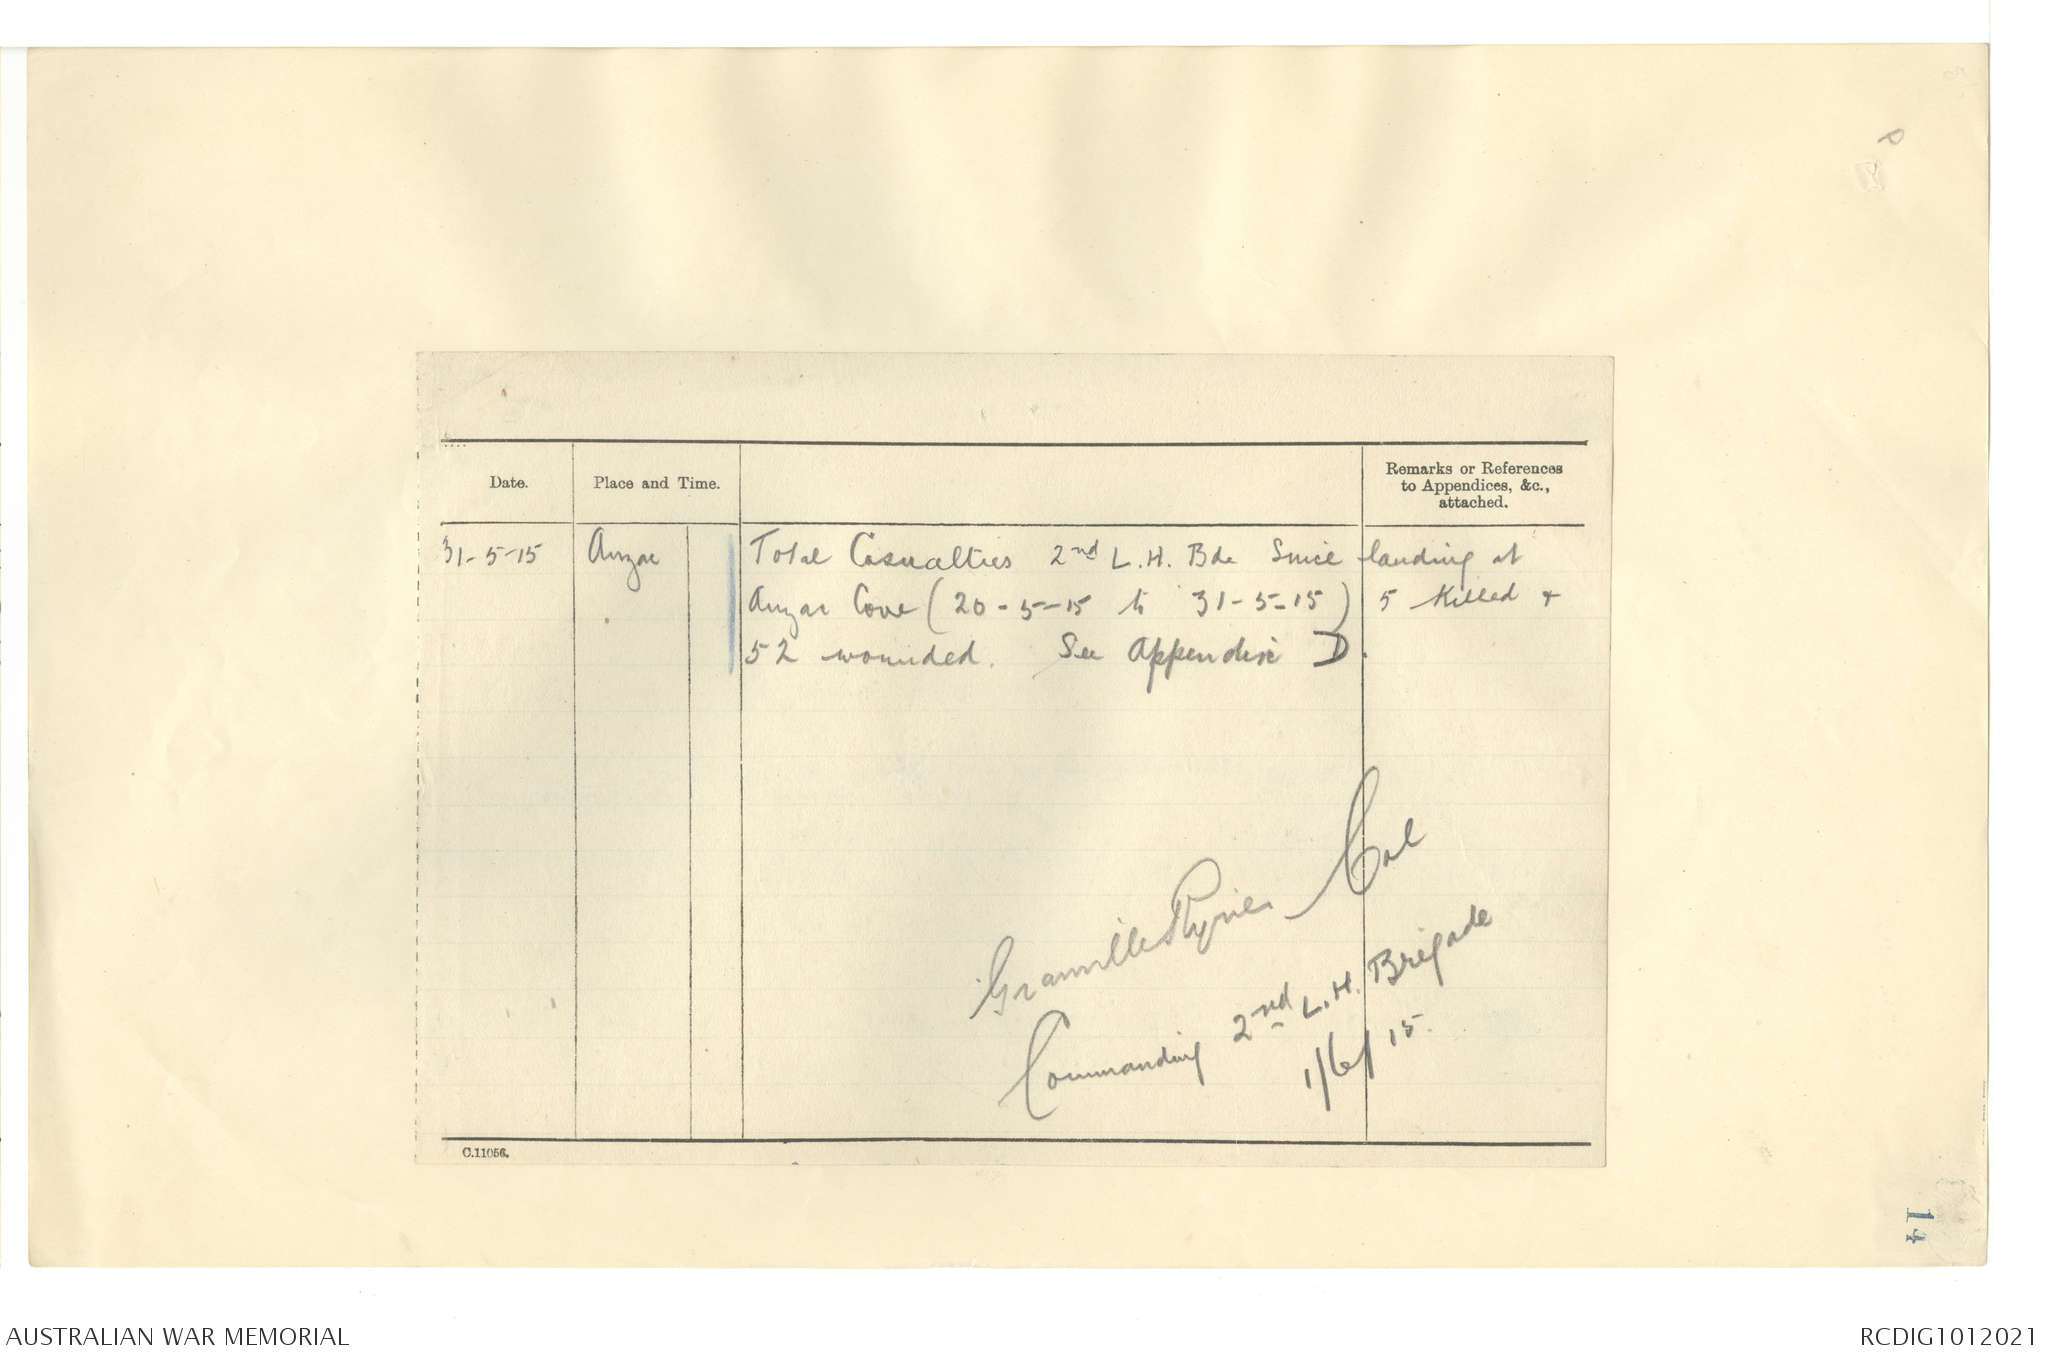 Date.
Place and Time.
Remarks or References
to Appendices, &c.,
attached.
31-5-15 Anzac Total Casualties 2nd L.H. Bde Since landing at
Anzac Cove (20-5-15 to 31-5-15) 5 Killed +
52 wounded. See Appendix D.
Granville Ryrie Col
Commanding 2nd L.H. Brigade
1/6/15.
C.11056.
14
AUSTRALIAN WAR MEMORIAL
RCDIG1012021